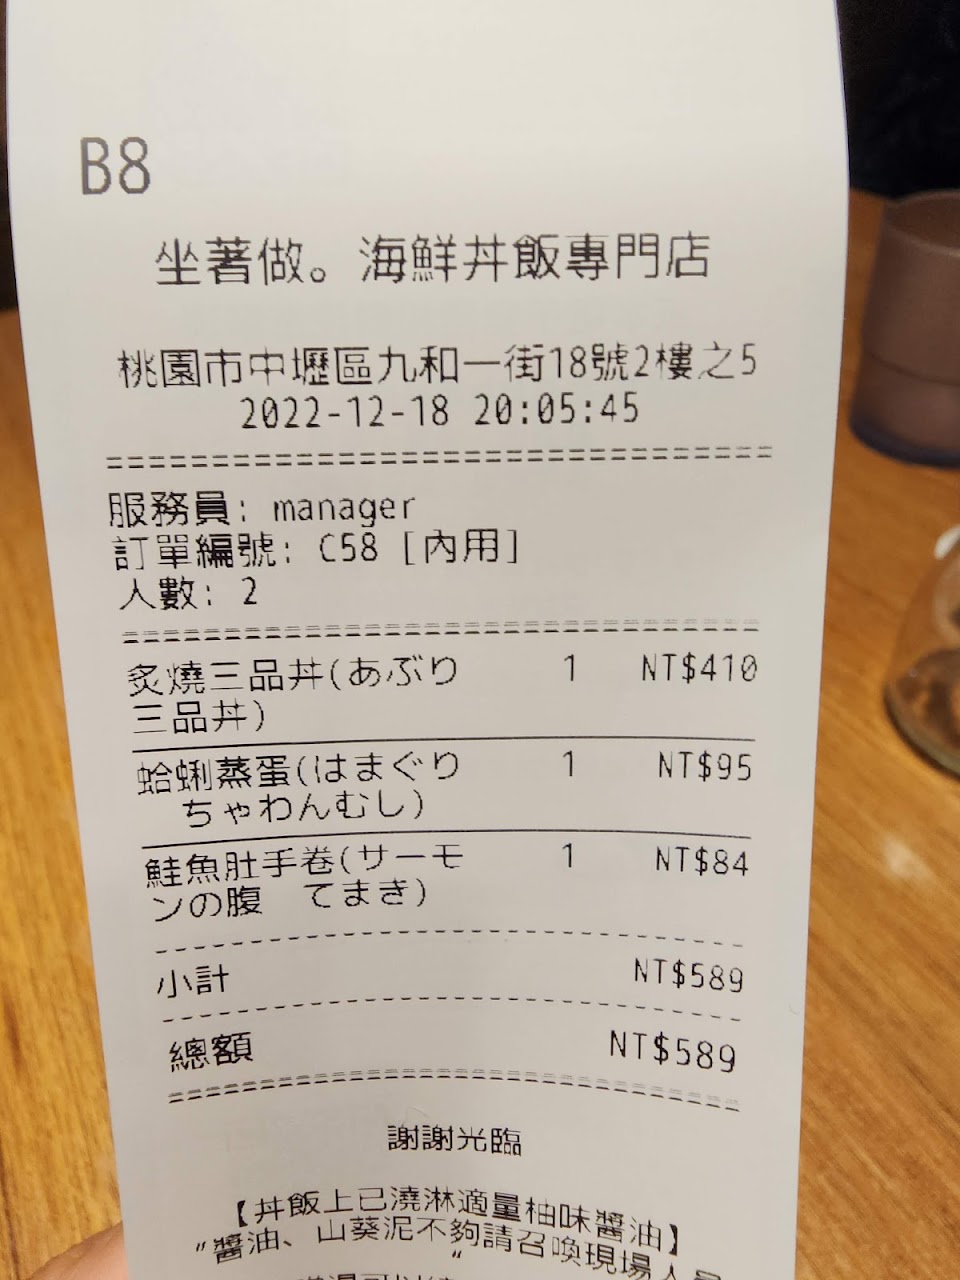 B8
坐著做。海鮮丼飯專門店
桃園市中壢區九和一街18號2樓之5
2022-12-18 20:05:45
================================
服務員: manager
訂單編號: C58 [內用]
人數: 2
================================
炙燒三品丼(あぶり 1 NT$410
三品丼)
蛤蜊蒸蛋(はまぐり 1 NT$95
ちゃわんむし)
鮭魚肚手卷(サーモ 1 NT$84
ンの腹 てまき)
--------------------------------
小計 NT$589
--------------------------------
總額 NT$589
================================
謝謝光臨
【丼飯上已澆淋適量柚味醬油】
"醬油、山葵泥不夠請召喚現場人員
"